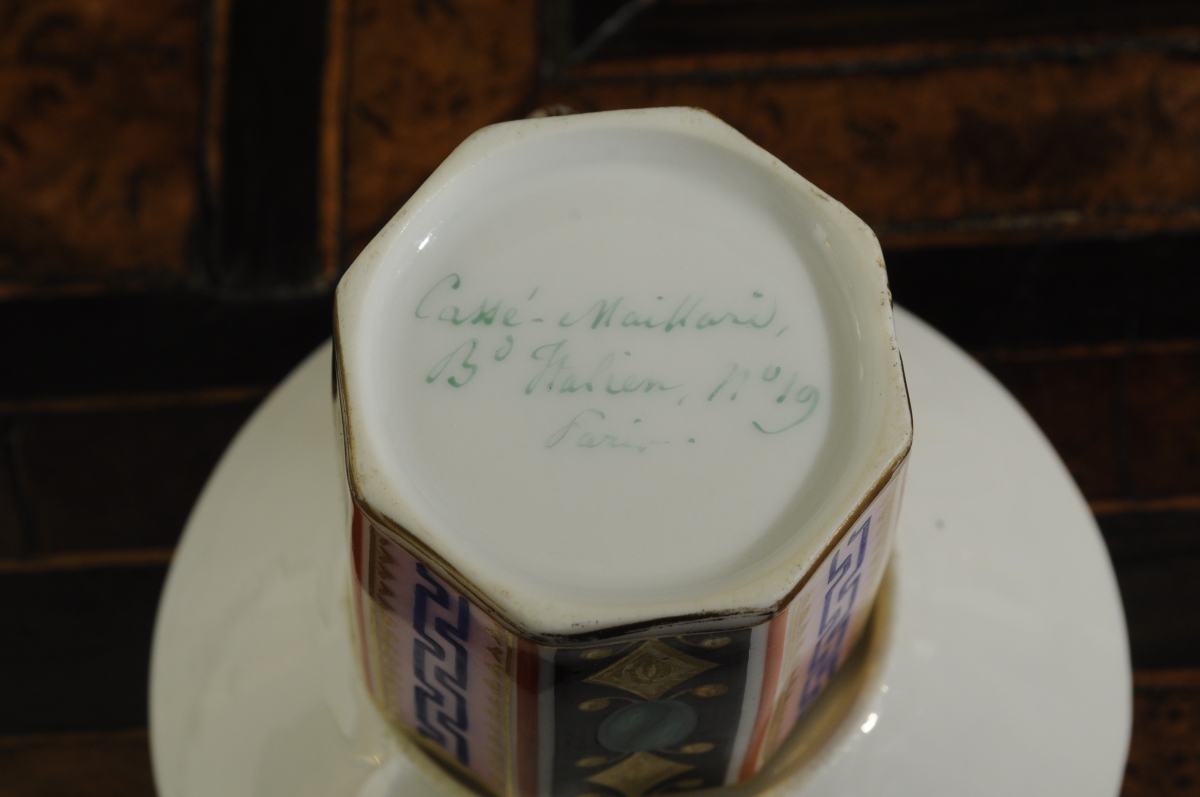 Cassé-Maillard,
Bd Italien, No 19
Paris.